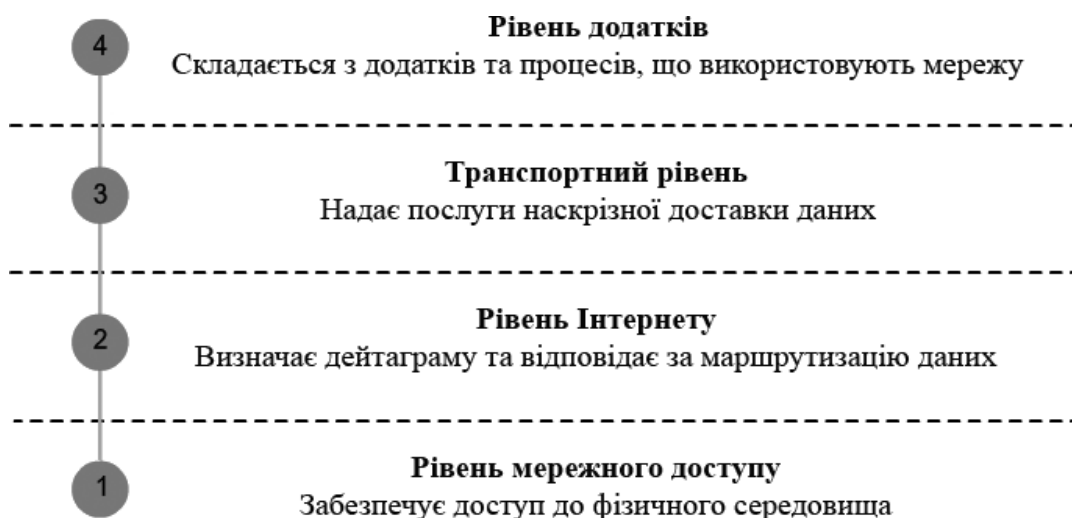 4
Рівень додатків
Складається з додатків та процесів, що використовують мережу
3
Транспортний рівень
Надає послуги наскрізної доставки даних
2
Рівень Інтернету
Визначає дейтаграму та відповідає за маршрутизацію даних
1
Рівень мережного доступу
Забезпечує доступ до фізичного середовища